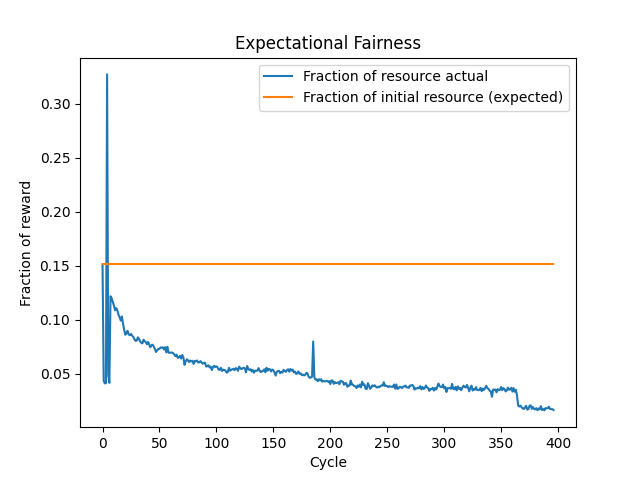 Expectational Fairness
Fraction of resource actual
Fraction of initial resource (expected)
Fraction of reward
0.30
0.25
0.20
0.15
0.10
0.05
0 50 100 150 200 250 300 350 400
Cycle